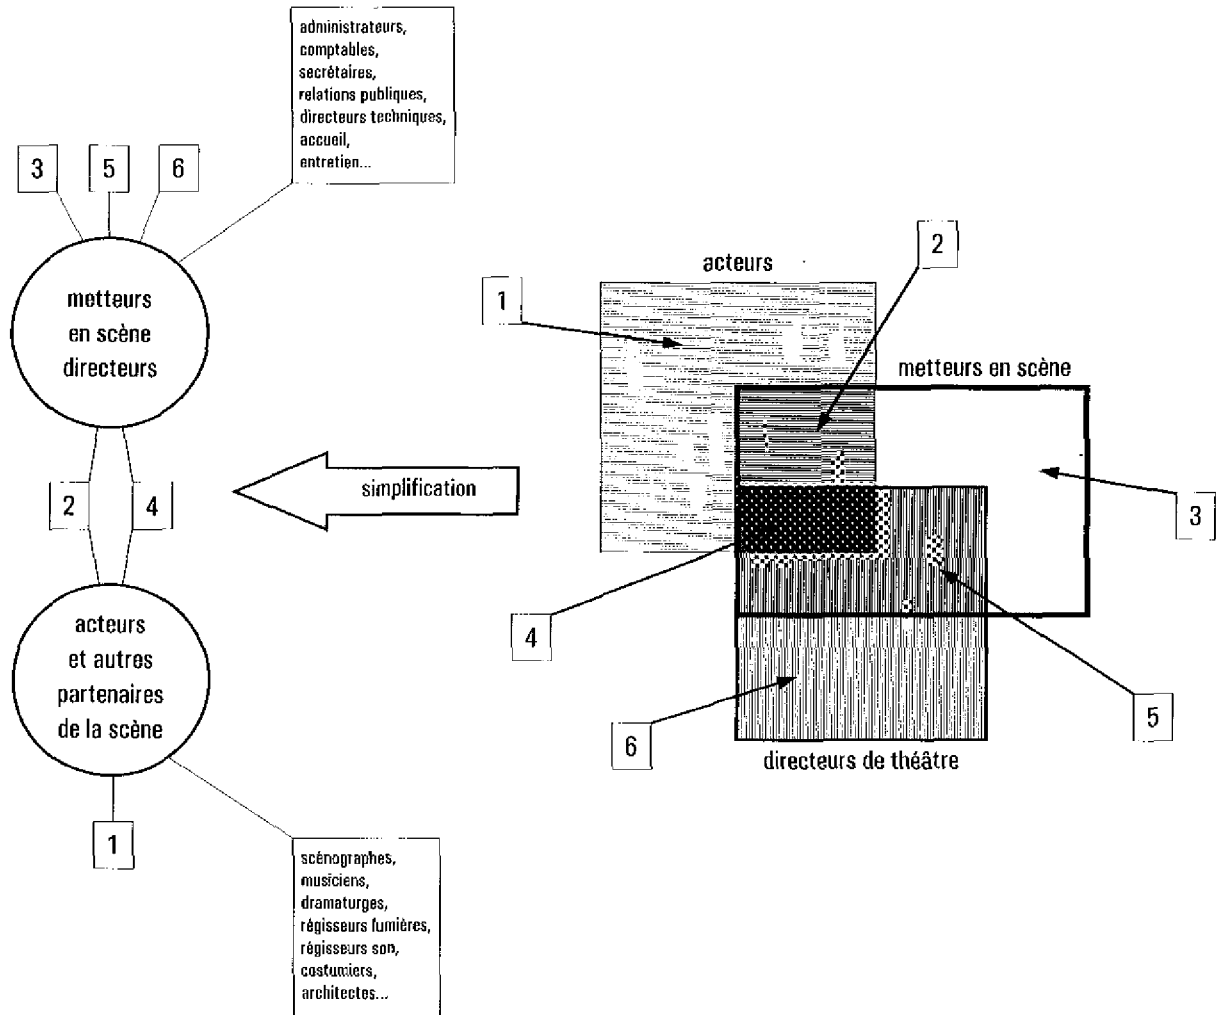 administrateurs,
comptables,
secrétaires,
relations publiques,
directeurs techniques,
accueil,
entretien...
3
5
6
metteurs
en scène
directeurs
2
4
acteurs
et autres
partenaires
de la scène
1
scénographes,
musiciens,
dramaturges,
régisseurs lumières,
régisseurs son,
costumiers,
architectes...
simplification
acteurs
metteurs en scène
directeurs de théâtre
1
2
3
4
5
6